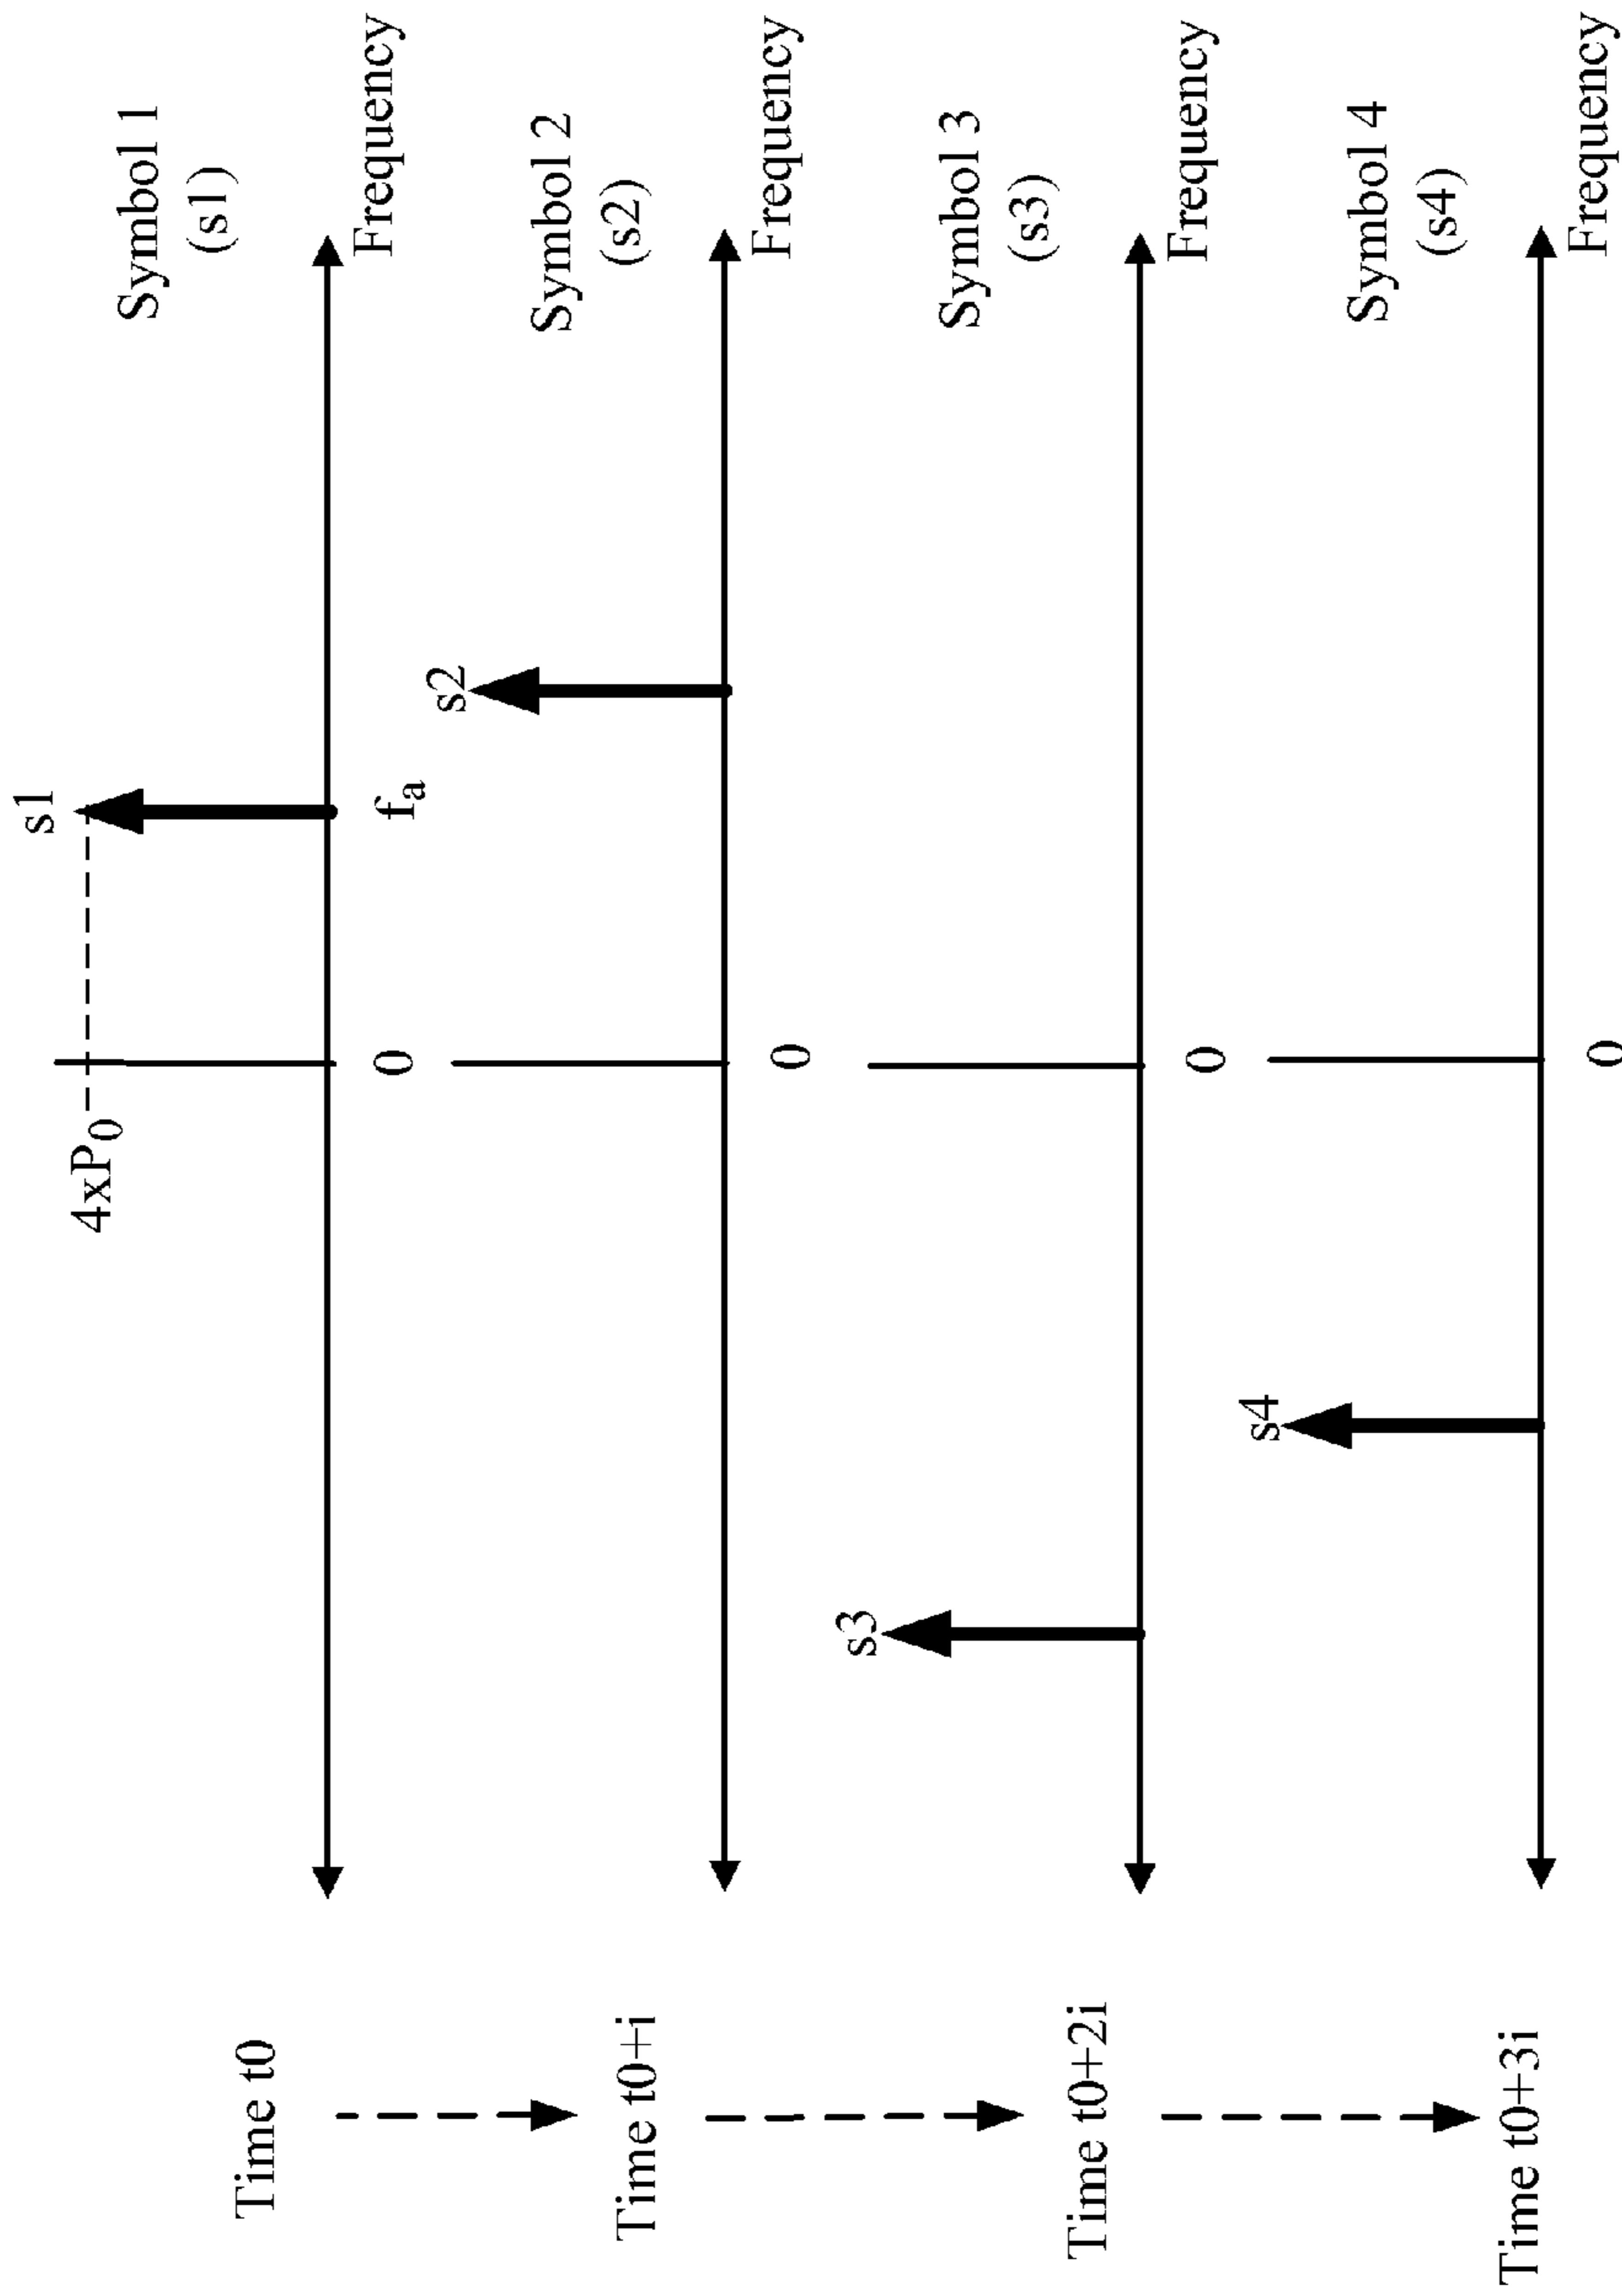 Symbol 1
(s1)
s1
4xP0
Time t0
0
fa
Frequency
Symbol 2
(s2)
s2
Time t0+i
0
Frequency
Symbol 3
(s3)
s3
Time t0+2i
0
Frequency
Symbol 4
(s4)
s4
Time t0+3i
0
Frequency